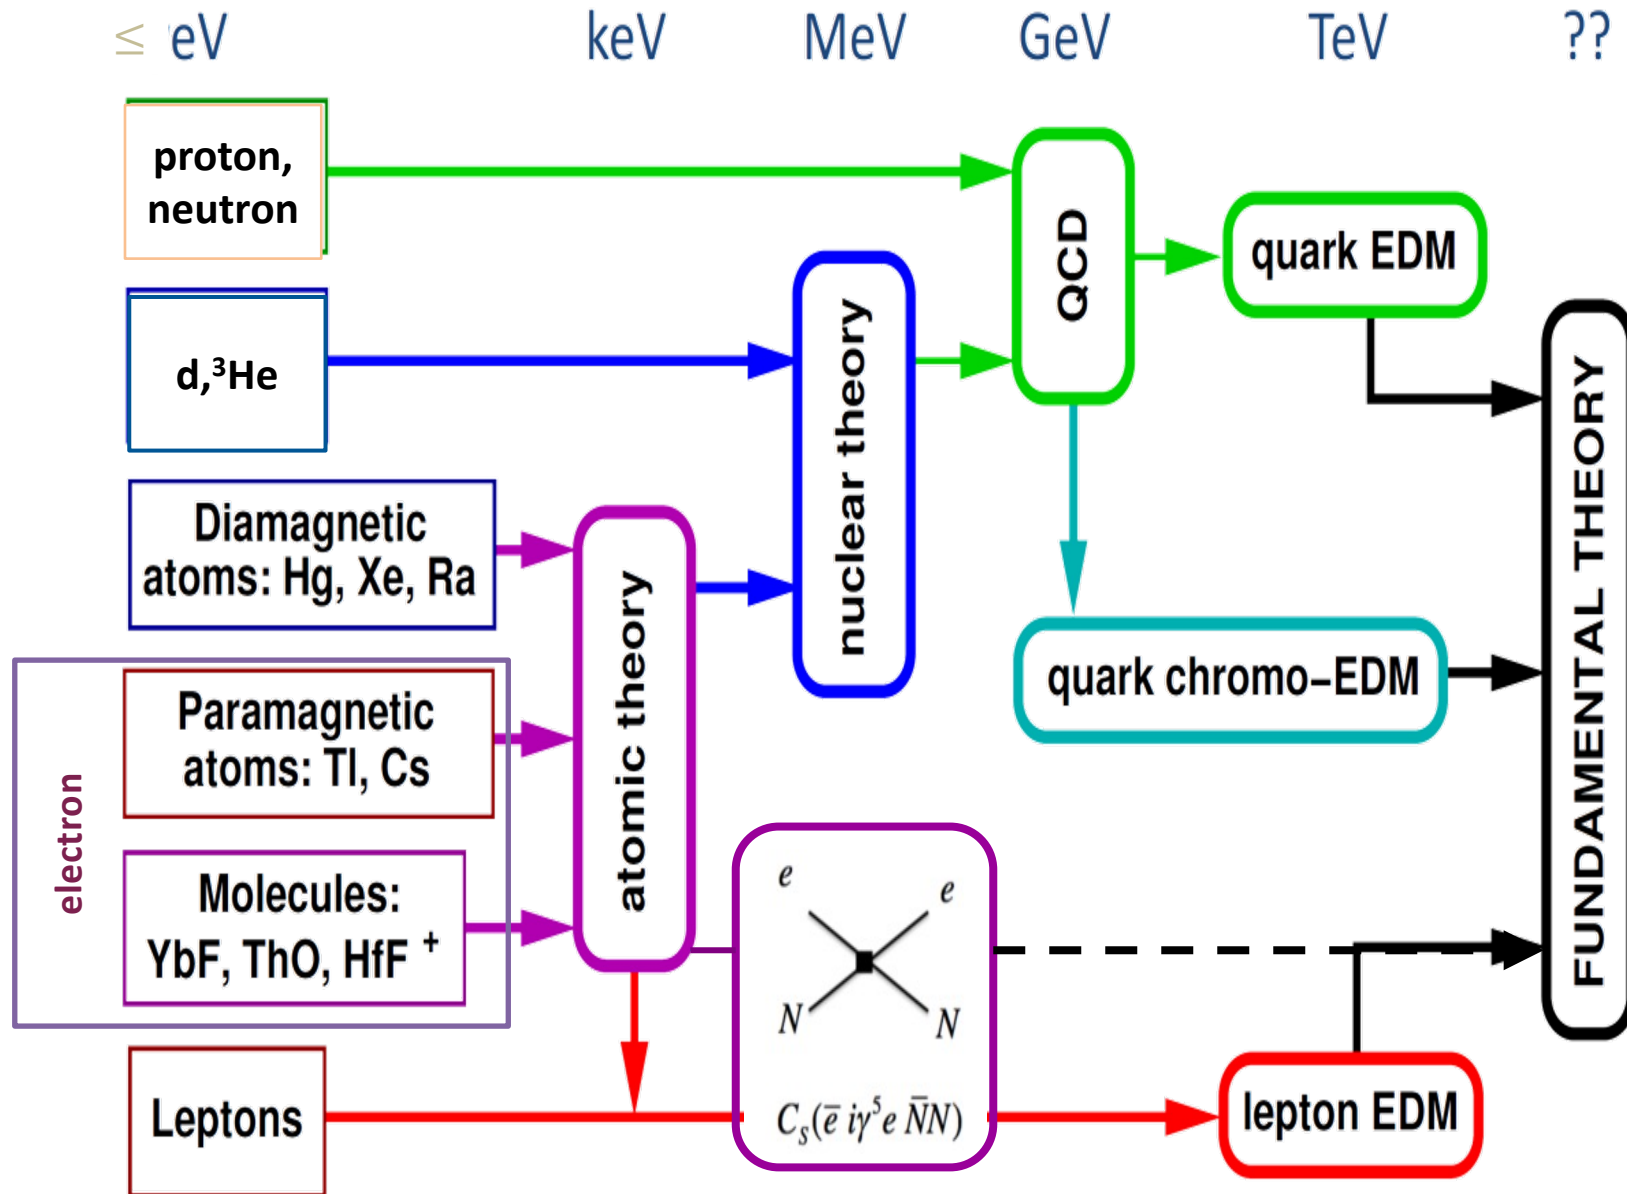 ≤ eV keV MeV GeV TeV ??
proton,
neutron
d,³He
Diamagnetic
atoms: Hg, Xe, Ra
Paramagnetic
atoms: Tl, Cs
electron
Molecules:
YbF, ThO, HfF +
Leptons
atomic theory
nuclear theory
QCD
quark EDM
quark chromo–EDM
e e
N N
C_s(ē iγ⁵e N̄N)
lepton EDM
FUNDAMENTAL THEORY